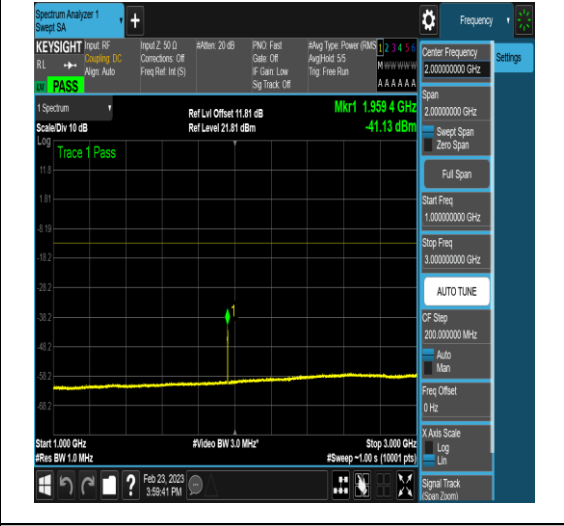 Spectrum Analyzer 1
Swept SA
Frequency
KEYSIGHT
RL
PASS
Input: RF
Coupling: DC
Align: Auto
Input Z: 50 Ω
Corrections: Off
Freq Ref: Int (S)
#Atten: 20 dB
PNO: Fast
Gate: Off
IF Gain: Low
Sig Track: Off
#Avg Type: Power (RMS
Avg|Hold: 5/5
Trig: Free Run
1 2 3 4 5 6
M W W W W W
A A A A A A
Settings
Center Frequency
2.000000000 GHz
Span
2.00000000 GHz
Swept Span
Zero Span
Full Span
Start Freq
1.000000000 GHz
Stop Freq
3.000000000 GHz
AUTO TUNE
CF Step
200.000000 MHz
Auto
Man
Freq Offset
0 Hz
X Axis Scale
Log
Lin
Signal Track
(Span Zoom)
1 Spectrum
Scale/Div 10 dB
Log
Ref Lvl Offset 11.81 dB
Ref Level 21.81 dBm
Mkr1 1.959 4 GHz
-41.13 dBm
Trace 1 Pass
11.8
1.81
-8.19
-18.2
-28.2
-38.2
-48.2
-58.2
-68.2
1
Start 1.000 GHz
#Res BW 1.0 MHz
#Video BW 3.0 MHz*
Stop 3.000 GHz
#Sweep ~1.00 s (10001 pts)
?
Feb 23, 2023
3:59:41 PM